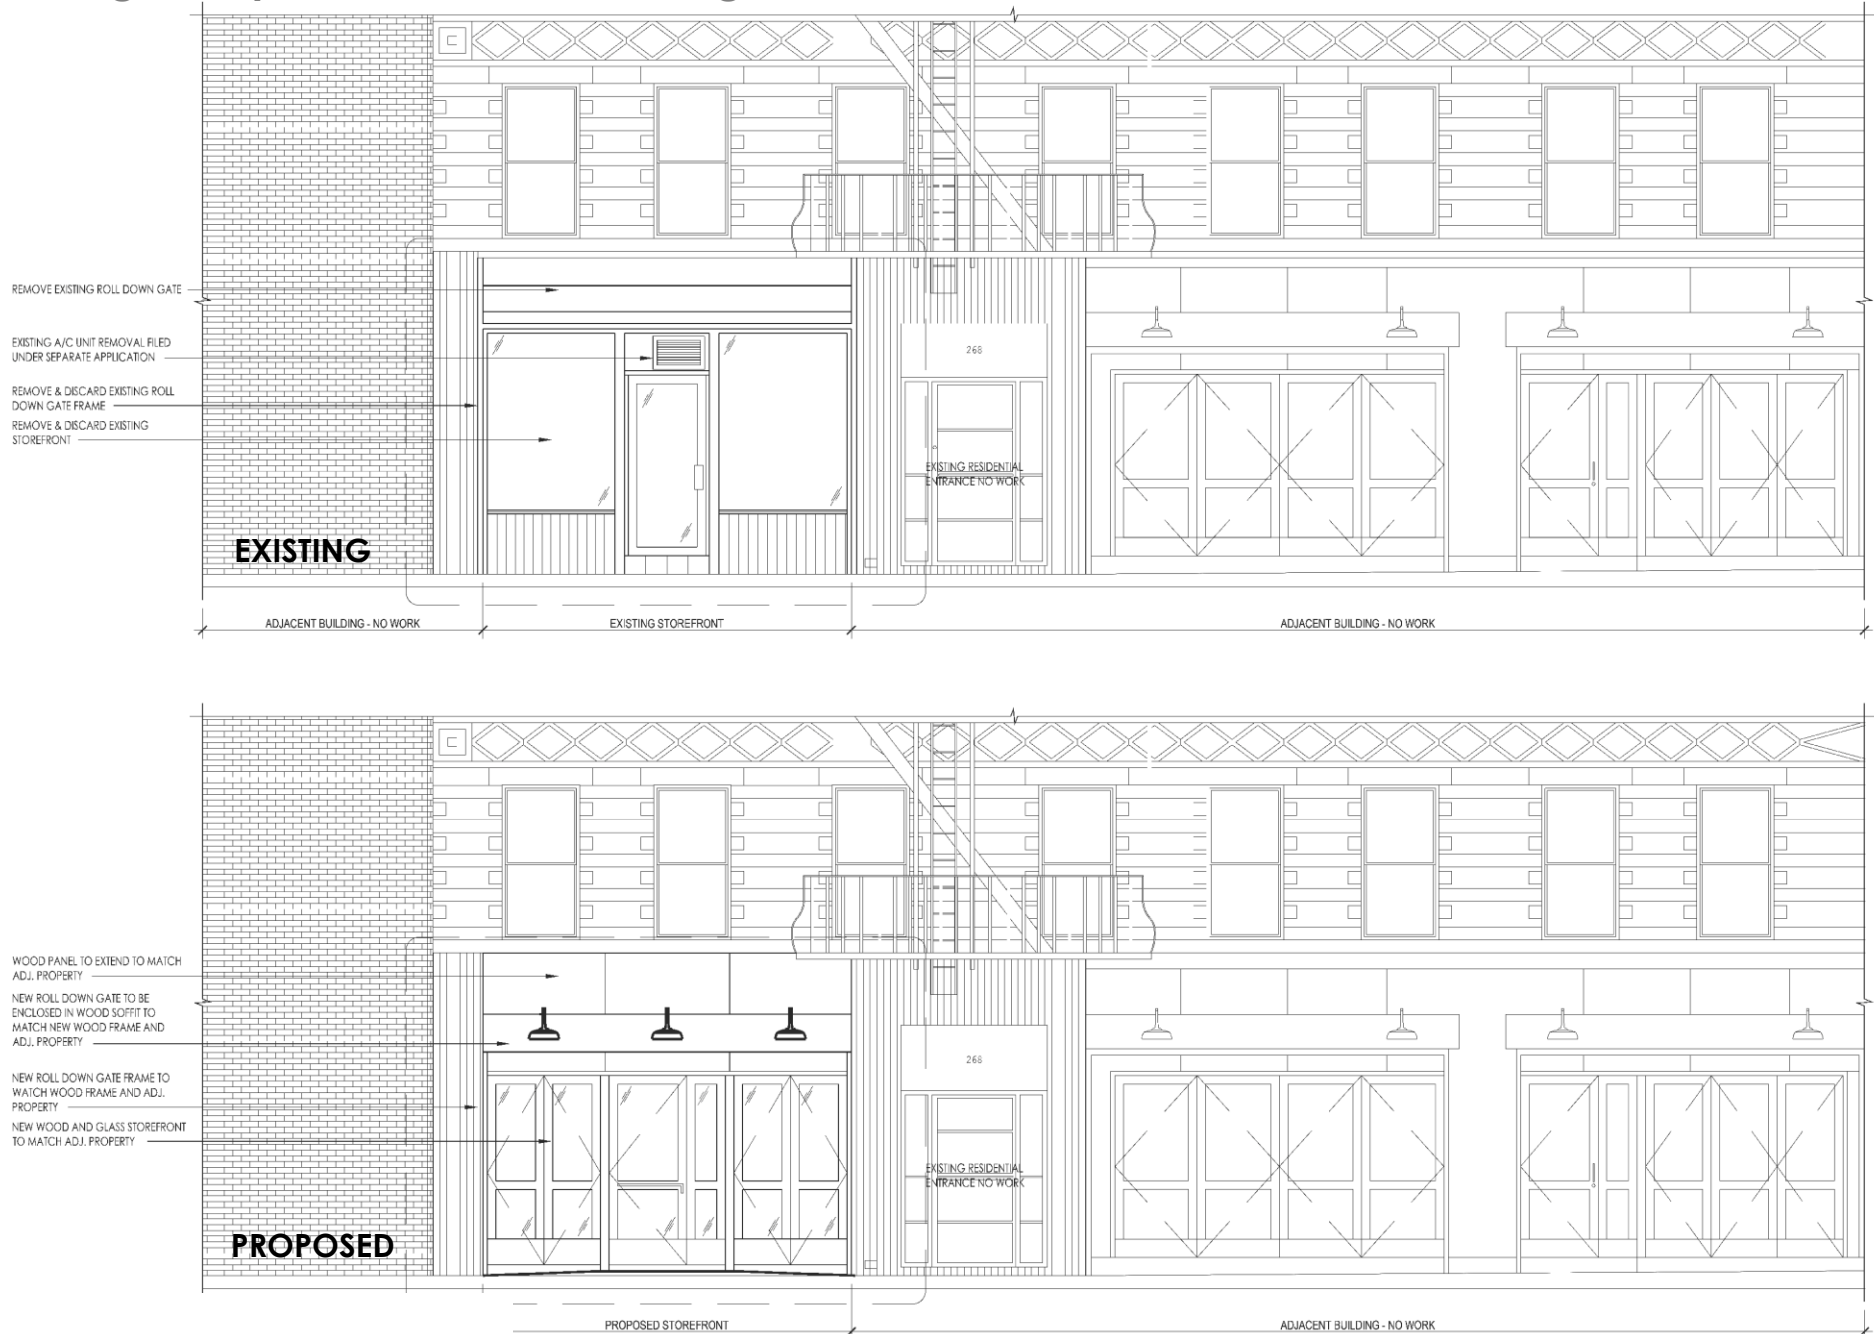 REMOVE EXISTING ROLL DOWN GATE
EXISTING A/C UNIT REMOVAL FILED
UNDER SEPARATE APPLICATION
REMOVE & DISCARD EXISTING ROLL
DOWN GATE FRAME
REMOVE & DISCARD EXISTING
STOREFRONT
268
EXISTING RESIDENTIAL
ENTRANCE NO WORK
EXISTING
ADJACENT BUILDING - NO WORK
EXISTING STOREFRONT
ADJACENT BUILDING - NO WORK
WOOD PANEL TO EXTEND TO MATCH
ADJ. PROPERTY
NEW ROLL DOWN GATE TO BE
ENCLOSED IN WOOD SOFFIT TO
MATCH NEW WOOD FRAME AND
ADJ. PROPERTY
NEW ROLL DOWN GATE FRAME TO
WATCH WOOD FRAME AND ADJ.
PROPERTY
NEW WOOD AND GLASS STOREFRONT
TO MATCH ADJ. PROPERTY
268
EXISTING RESIDENTIAL
ENTRANCE NO WORK
PROPOSED
PROPOSED STOREFRONT
ADJACENT BUILDING - NO WORK